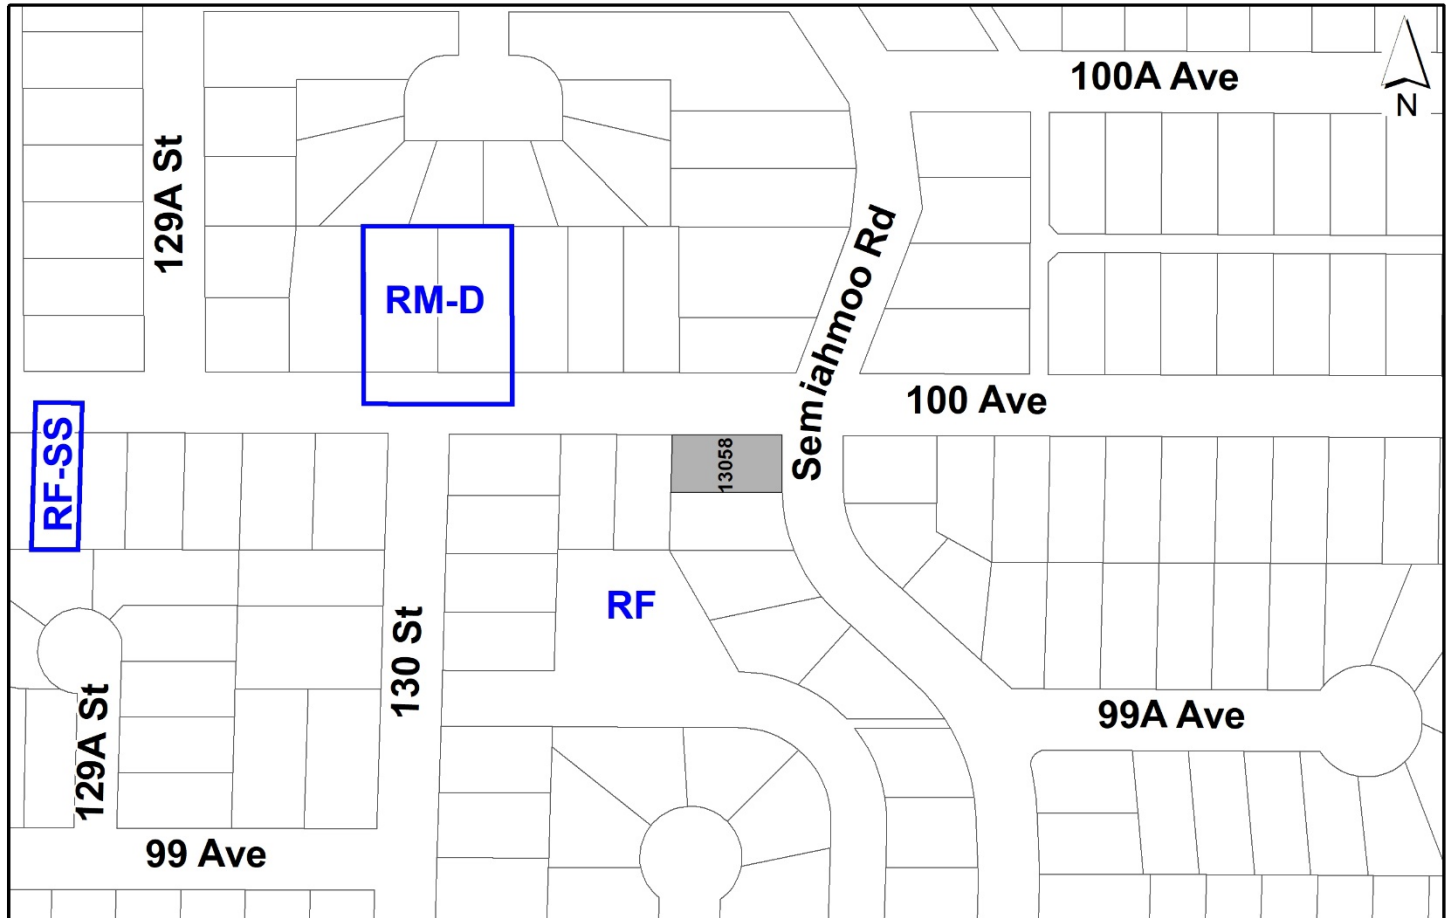 100A Ave
N
129A St
Semiahmoo Rd
RM-D
100 Ave
RF-SS
13058
RF
130 St
129A St
99A Ave
99 Ave